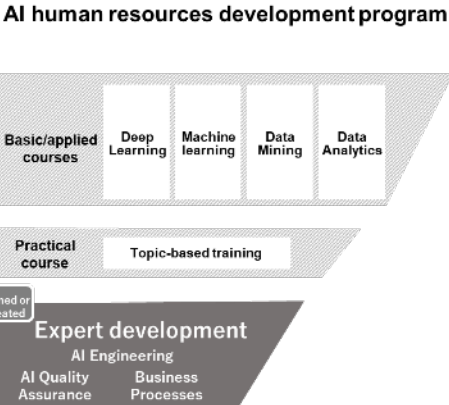 AI human resources development program
Basic/applied
courses
Deep
Learning
Machine
learning
Data
Mining
Data
Analytics
Practical
course
Topic-based training
or
Expert development
AI Engineering
AI Quality
Assurance
Business
Processes